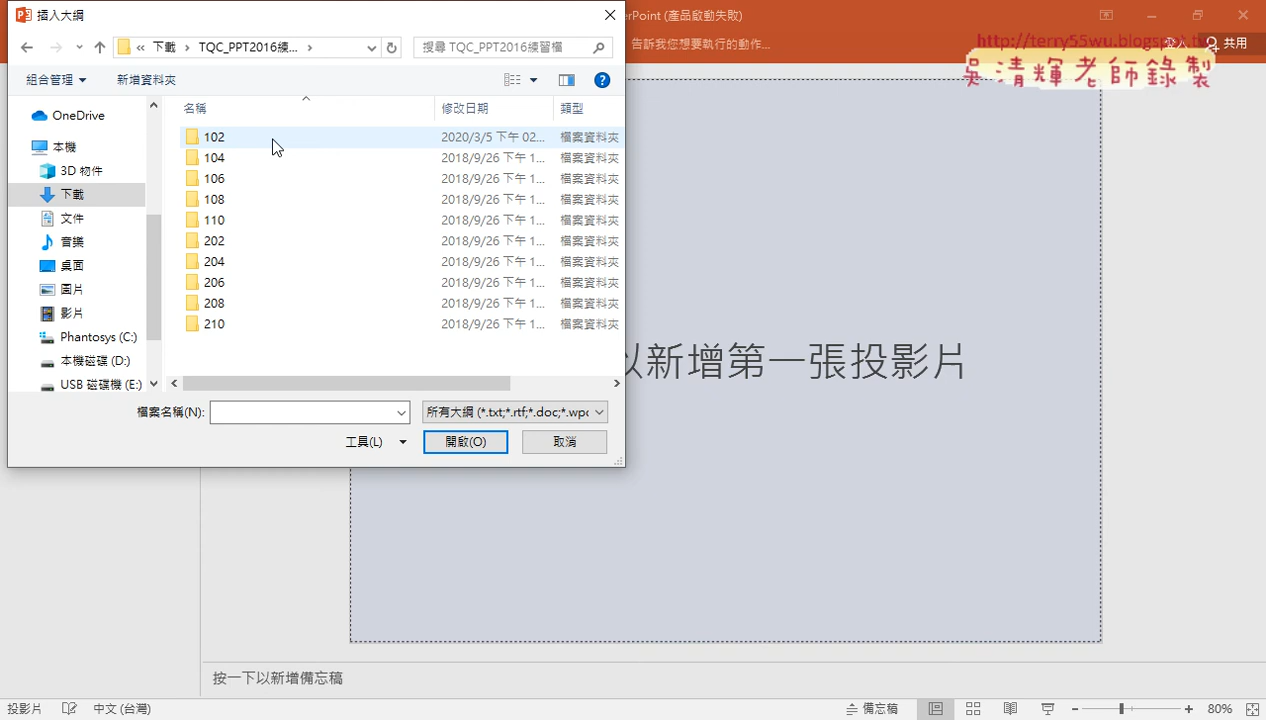 插入大綱
erPoint (產品啟動失敗)
« 下載 › TQC_PPT2016練... ›
搜尋 TQC_PPT2016練習檔
告訴我您想要執行的動作...
登入
共用
http://terry55wu.blogspot.tw
吳清輝老師錄製
組合管理
新增資料夾
名稱
修改日期
類型
OneDrive
本機
3D 物件
下載
文件
音樂
桌面
圖片
影片
Phantosys (C:)
本機磁碟 (D:)
USB 磁碟機 (E:)
102 2020/3/5 下午 02... 檔案資料夾
104 2018/9/26 下午 1... 檔案資料夾
106 2018/9/26 下午 1... 檔案資料夾
108 2018/9/26 下午 1... 檔案資料夾
110 2018/9/26 下午 1... 檔案資料夾
202 2018/9/26 下午 1... 檔案資料夾
204 2018/9/26 下午 1... 檔案資料夾
206 2018/9/26 下午 1... 檔案資料夾
208 2018/9/26 下午 1... 檔案資料夾
210 2018/9/26 下午 1... 檔案資料夾
檔案名稱(N):
所有大綱 (*.txt;*.rtf;*.doc;*.wpd
工具(L)
開啟(O)
取消
以新增第一張投影片
按一下以新增備忘稿
投影片
中文 (台灣)
備忘稿
80%